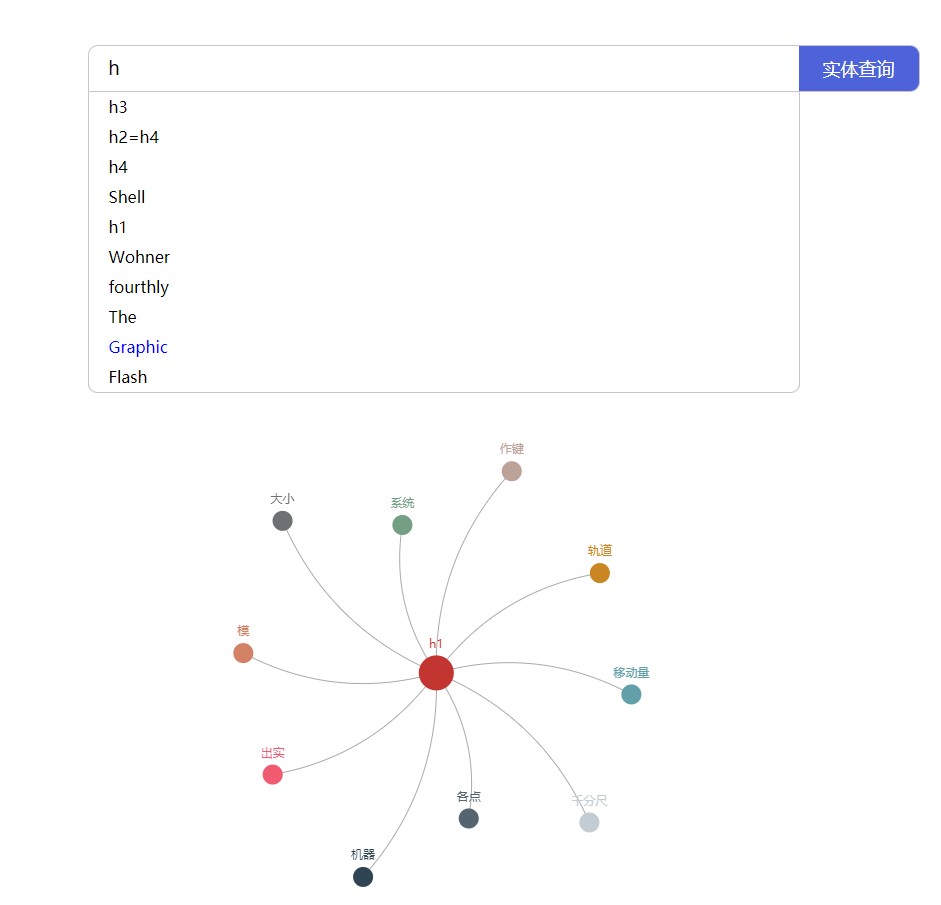 h
实体查询
h3
h2=h4
h4
Shell
h1
Wohner
fourthly
The
Graphic
Flash
作键
大小
系统
轨道
模
h1
移动量
出实
各点
千分尺
机器